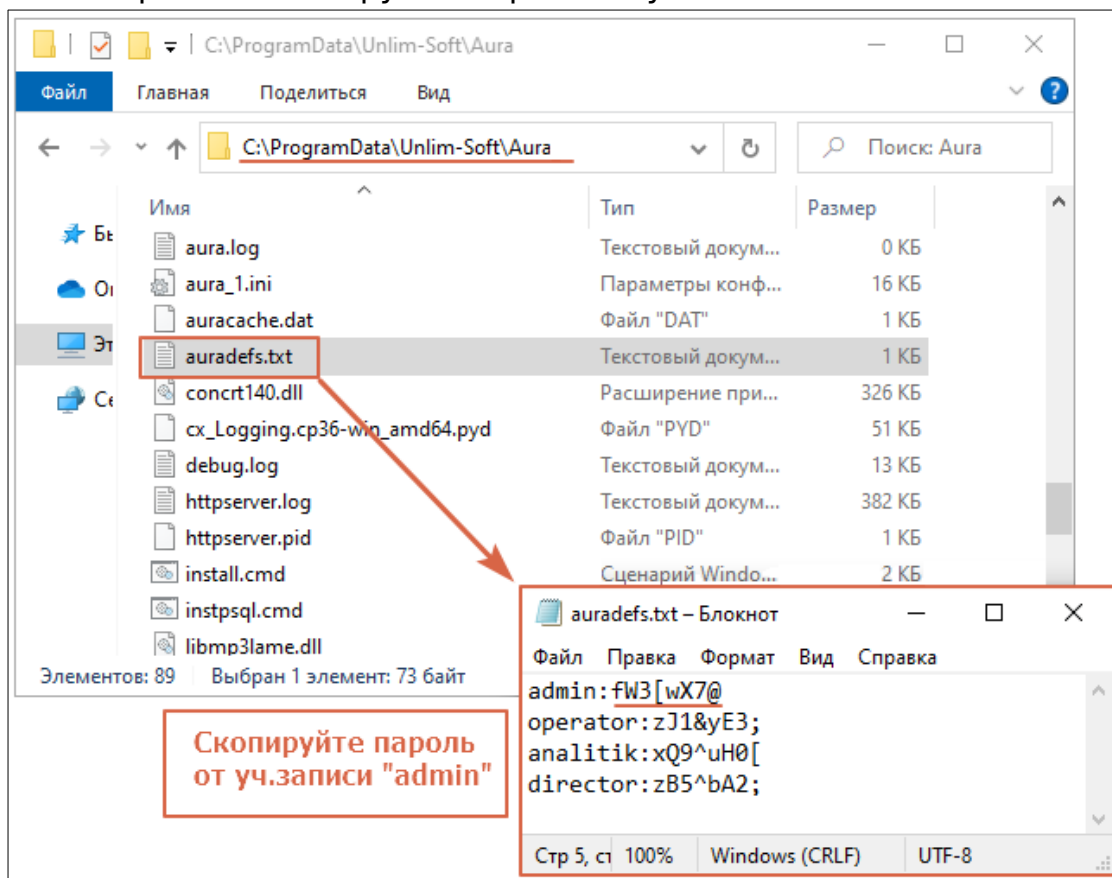 C:\ProgramData\Unlim-Soft\Aura
Файл Главная Поделиться Вид
C:\ProgramData\Unlim-Soft\Aura Поиск: Aura
Имя Тип Размер
aura.log Текстовый докум... 0 КБ
aura_1.ini Параметры конф... 16 КБ
auracache.dat Файл "DAT" 1 КБ
auradefs.txt Текстовый докум... 1 КБ
concrt140.dll Расширение при... 326 КБ
cx_Logging.cp36-win_amd64.pyd Файл "PYD" 51 КБ
debug.log Текстовый докум... 13 КБ
httpserver.log Текстовый докум... 382 КБ
httpserver.pid Файл "PID" 1 КБ
install.cmd Сценарий Windo... 2 КБ
instpsql.cmd
libmp3lame.dll
Элементов: 89 Выбран 1 элемент: 73 байт
Бы
Эт
auradefs.txt – Блокнот
Файл Правка Формат Вид Справка
admin:fW3[wX7@
operator:zJ1&yE3;
analitik:xQ9^uH0[
director:zB5^bA2;
Стр 5, ст 100% Windows (CRLF) UTF-8
Скопируйте пароль
от уч.записи "admin"